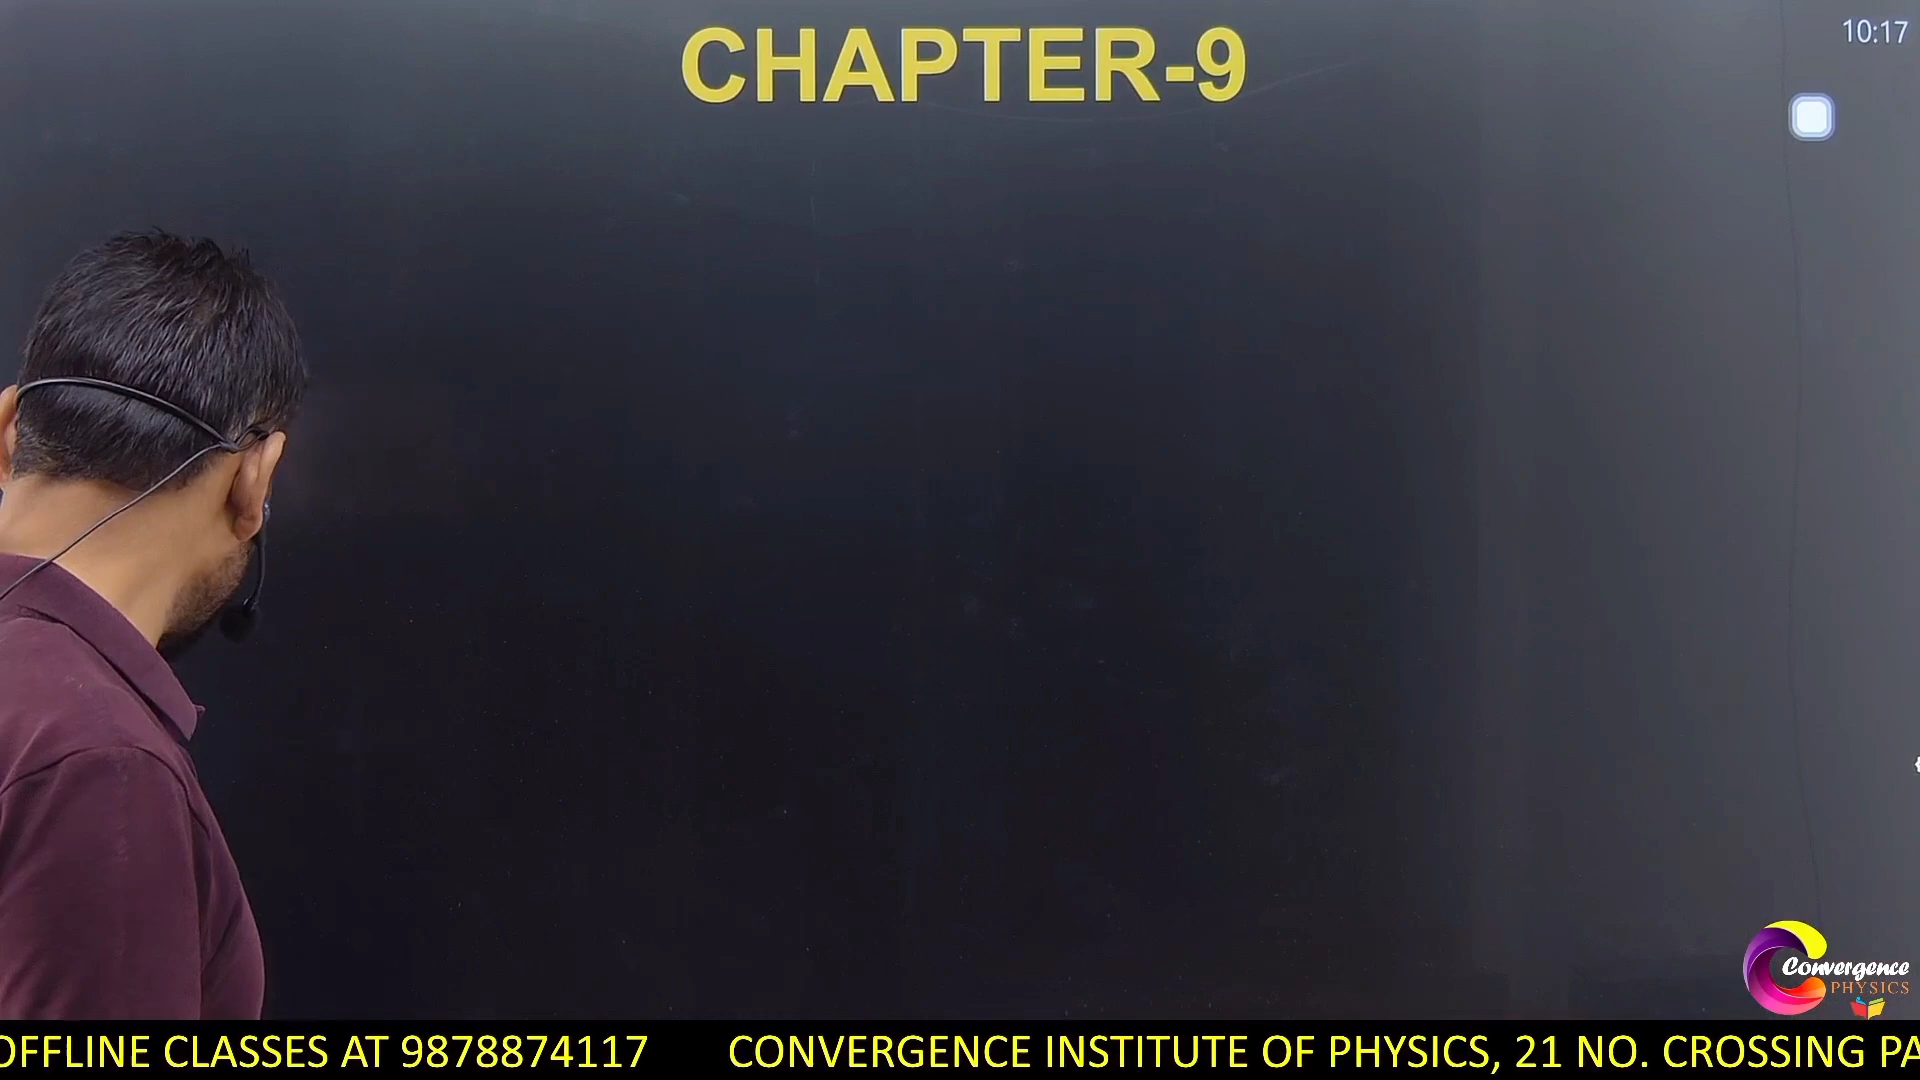 CHAPTER-9
10:17
Convergence
PHYSICS
OFFLINE CLASSES AT 9878874117 CONVERGENCE INSTITUTE OF PHYSICS, 21 NO. CROSSING PA